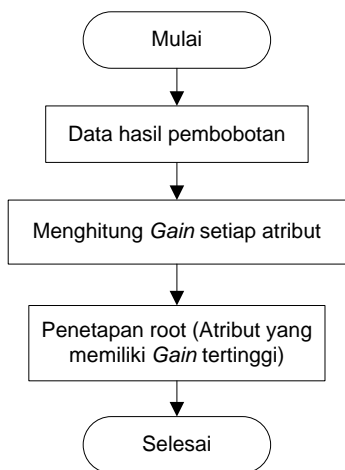 Mulai
Data hasil pembobotan
Menghitung Gain setiap atribut
Penetapan root (Atribut yang
memiliki Gain tertinggi)
Selesai